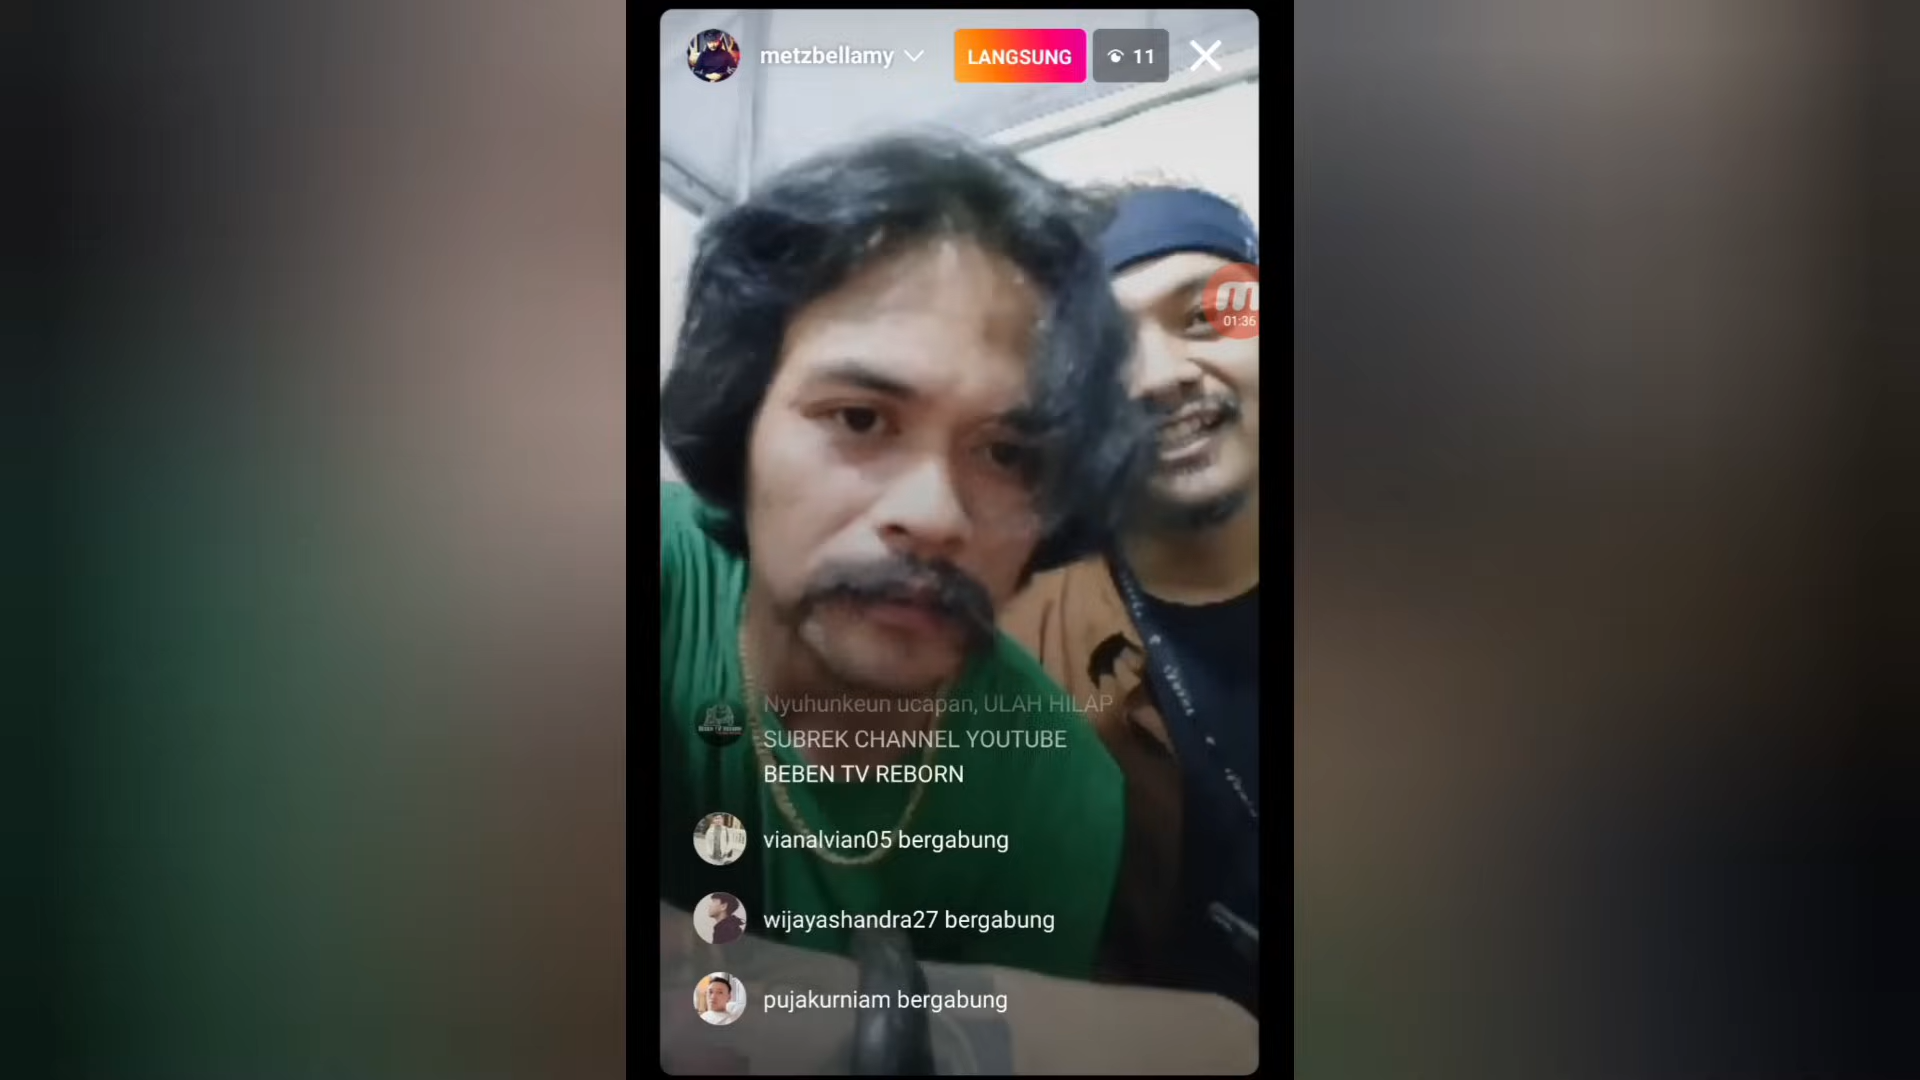 metzbellamy
LANGSUNG
11
01:36
Nyuhunkeun ucapan, ULAH HILAP
SUBREK CHANNEL YOUTUBE
BEBEN TV REBORN
vianalvian05 bergabung
wijayashandra27 bergabung
pujakurniam bergabung